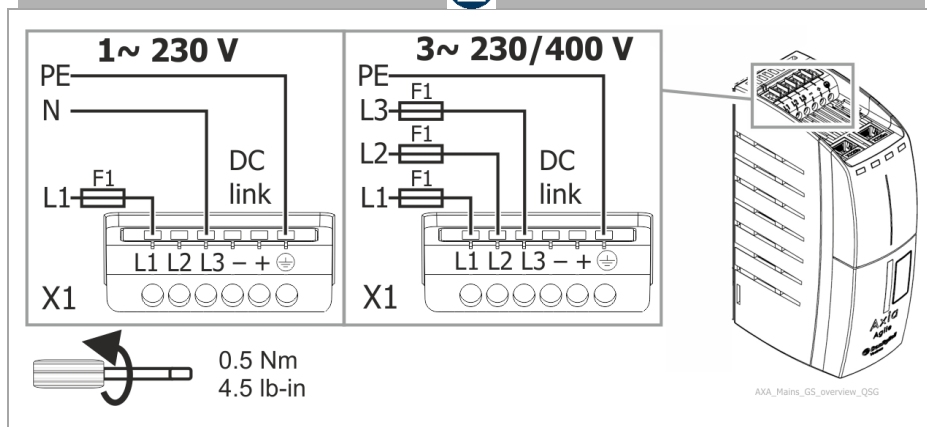 1~ 230 V
PE
N
L1
F1
DC
link
L1 L2 L3 - +
X1
3~ 230/400 V
PE
L3
F1
L2
F1
L1
F1
DC
link
L1 L2 L3 - +
X1
0.5 Nm
4.5 lb-in
Axia
Agile
AXA_Mains_GS_overview_QSG